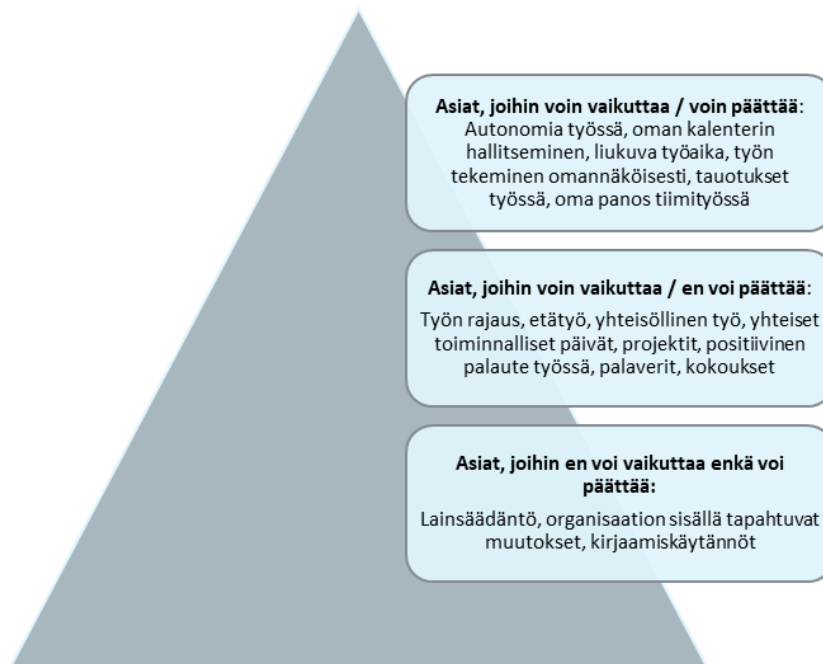 Asiat, joihin voin vaikuttaa / voin päättää:
Autonomia työssä, oman kalenterin
hallitseminen, liukuva työaika, työn
tekeminen omannäköisesti, tauotukset
työssä, oma panos tiimityössä
Asiat, joihin voin vaikuttaa / en voi päättää:
Työn rajaus, etätyö, yhteisöllinen työ, yhteiset
toiminnalliset päivät, projektit, positiivinen
palaute työssä, palaverit, kokoukset
Asiat, joihin en voi vaikuttaa enkä voi
päättää:
Lainsäädäntö, organisaation sisällä tapahtuvat
muutokset, kirjaamiskäytännöt